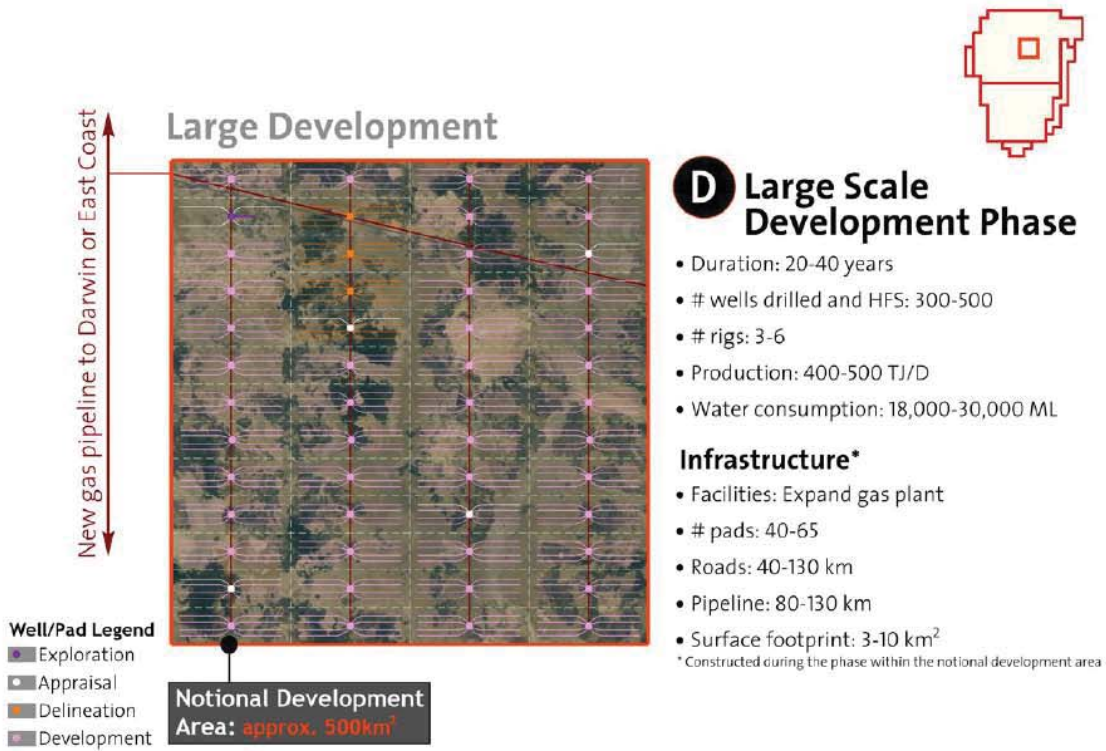 New gas pipeline to Darwin or East Coast
Large Development
D
Large Scale
Development Phase
• Duration: 20-40 years
• # wells drilled and HFS: 300-500
• # rigs: 3-6
• Production: 400-500 TJ/D
• Water consumption: 18,000-30,000 ML
Infrastructure*
• Facilities: Expand gas plant
• # pads: 40-65
• Roads: 40-130 km
• Pipeline: 80-130 km
• Surface footprint: 3-10 km²
* Constructed during the phase within the notional development area
Well/Pad Legend
Exploration
Appraisal
Delineation
Development
Notional Development
Area: approx. 500km²